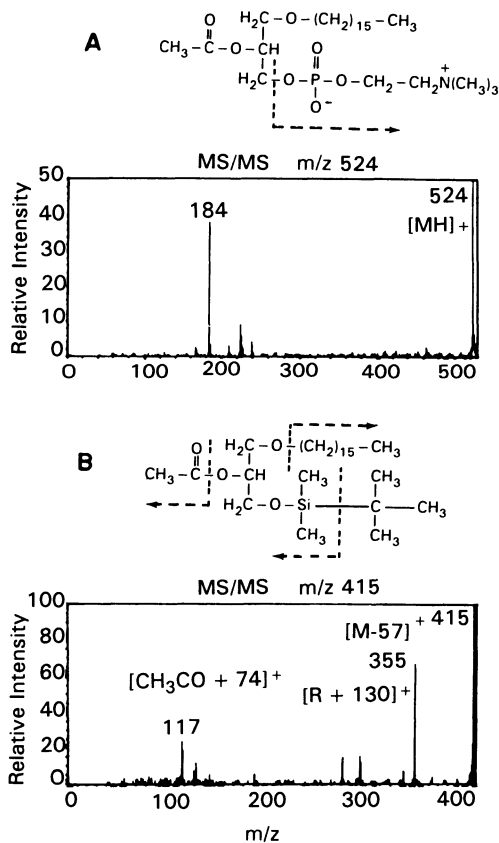 A
O
H₂C – O – (CH₂)₁₅ – CH₃
CH₃ – C – O – CH
O
H₂C – O – P – O – CH₂ – CH₂N(CH₃)₃
+
O⁻
MS/MS m/z 524
Relative Intensity
50
40
30
20
10
0
184
524
[MH] +
0 100 200 300 400 500
B
H₂C – O – (CH₂)₁₅ – CH₃
O
CH₃ – C – O – CH
CH₃
CH₃
H₂C – O – Si – C – CH₃
CH₃
CH₃
MS/MS m/z 415
Relative Intensity
100
80
60
40
20
0
[M-57] + 415
355
[CH₃CO + 74]⁺
[R + 130]⁺
117
0 100 200 300 400
m/z